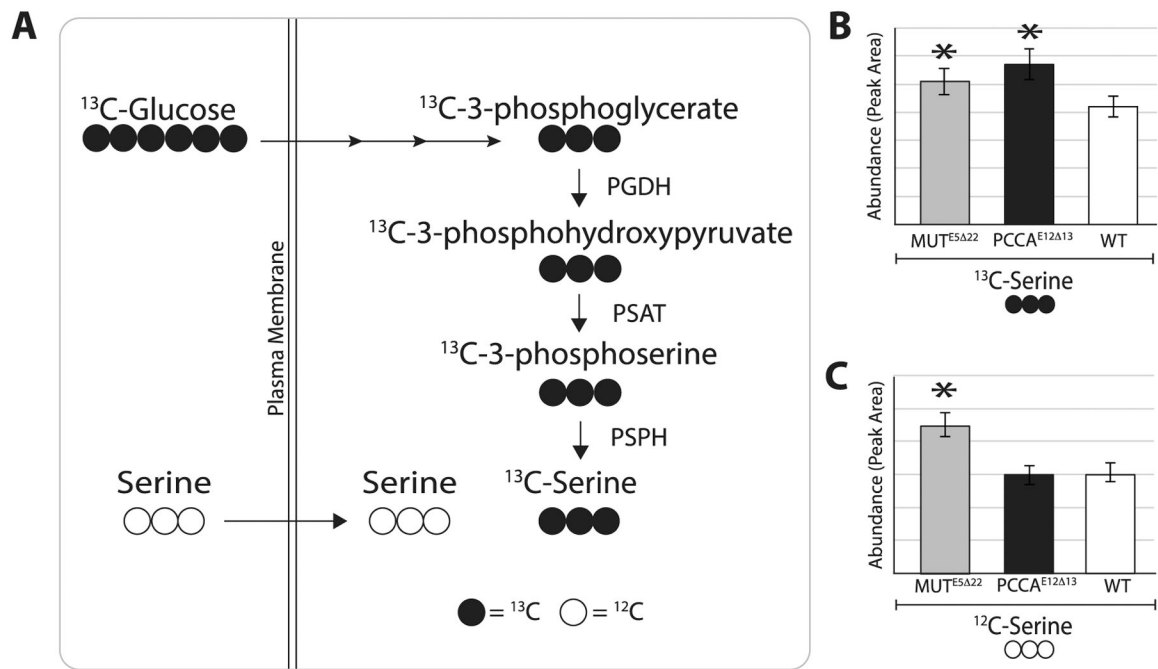 A
¹³C-Glucose
¹³C-3-phosphoglycerate
PGDH
¹³C-3-phosphohydroxypyruvate
PSAT
¹³C-3-phosphoserine
PSPH
Plasma Membrane
Serine
Serine
¹³C-Serine
= ¹³C
= ¹²C
B
Abundance (Peak Area)
*
*
MUTᴱ⁵Δ²²
PCCAᴱ¹²Δ¹³
WT
¹³C-Serine
C
Abundance (Peak Area)
*
MUTᴱ⁵Δ²²
PCCAᴱ¹²Δ¹³
WT
¹²C-Serine